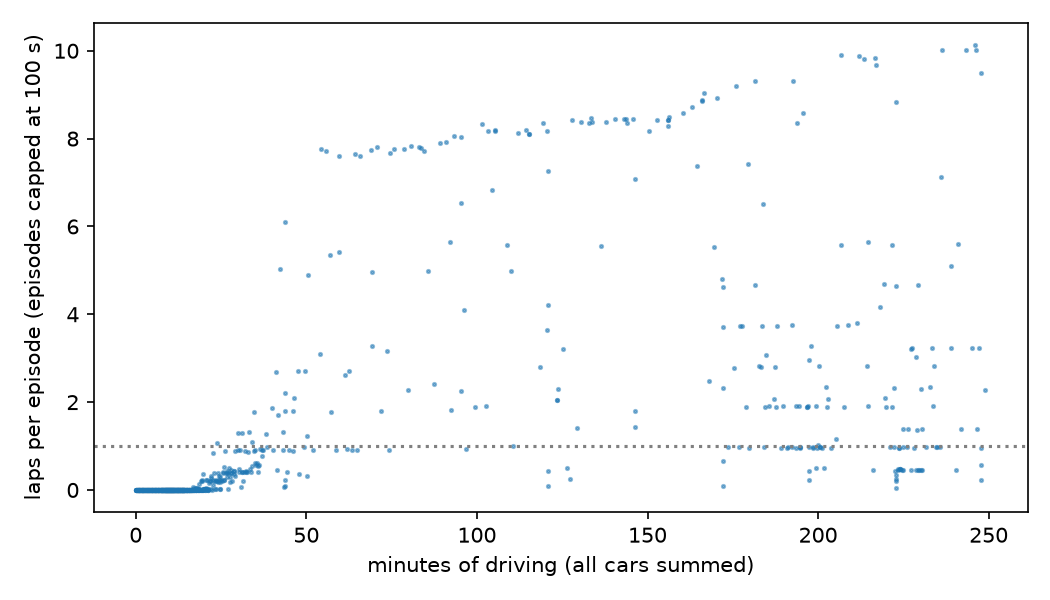 10
8
6
4
2
0
laps per episode (episodes capped at 100 s)
0 50 100 150 200 250
minutes of driving (all cars summed)